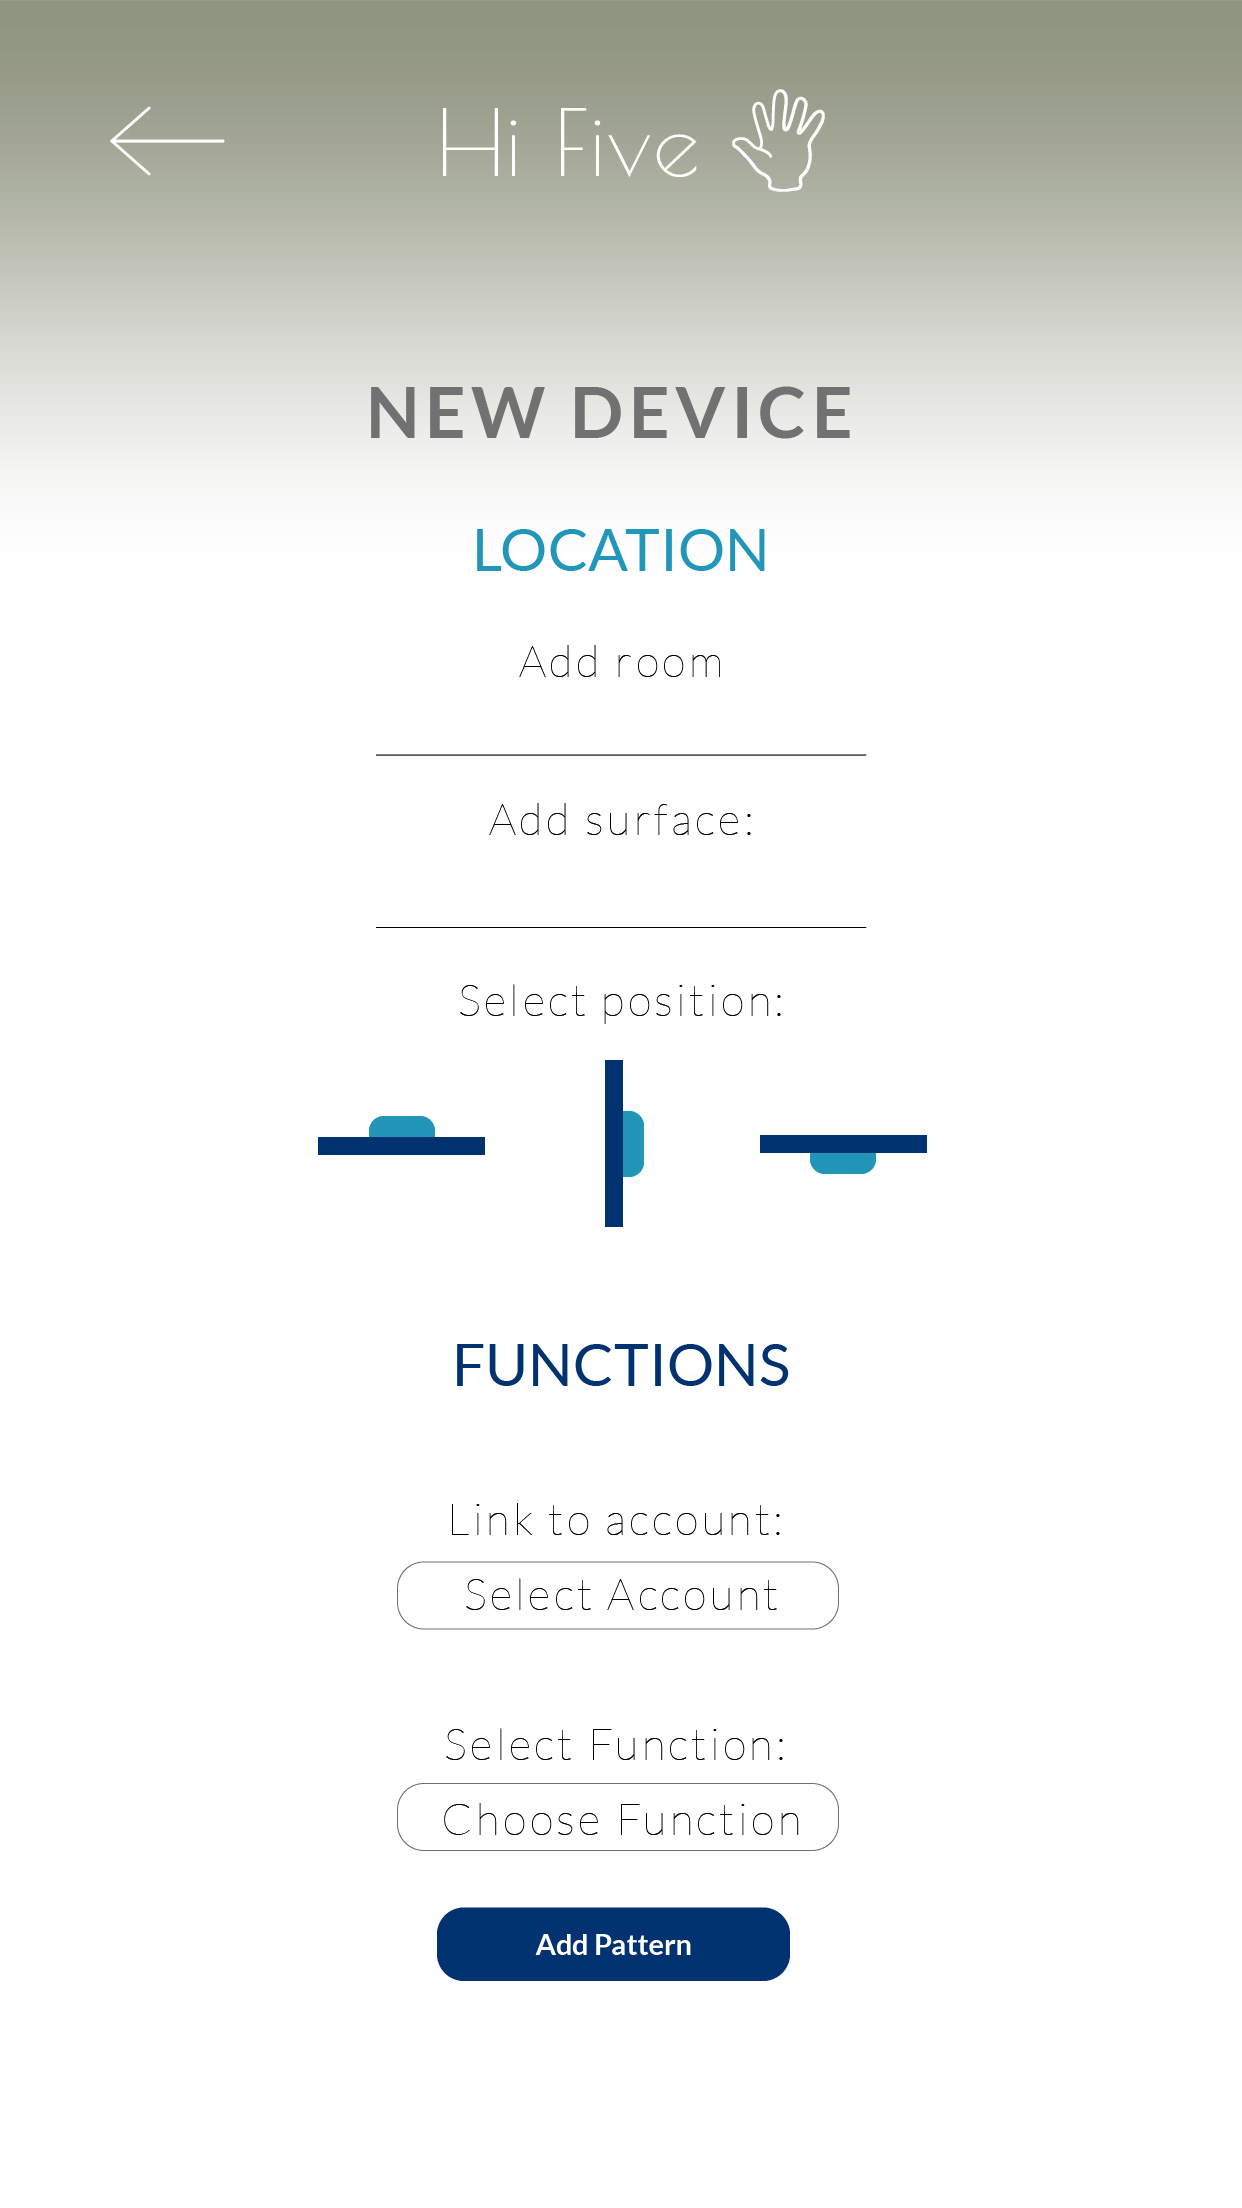 Hi Five
NEW DEVICE
LOCATION
Add room
Add surface:
Select position:
FUNCTIONS
Link to account:
Select Account
Select Function:
Choose Function
Add Pattern